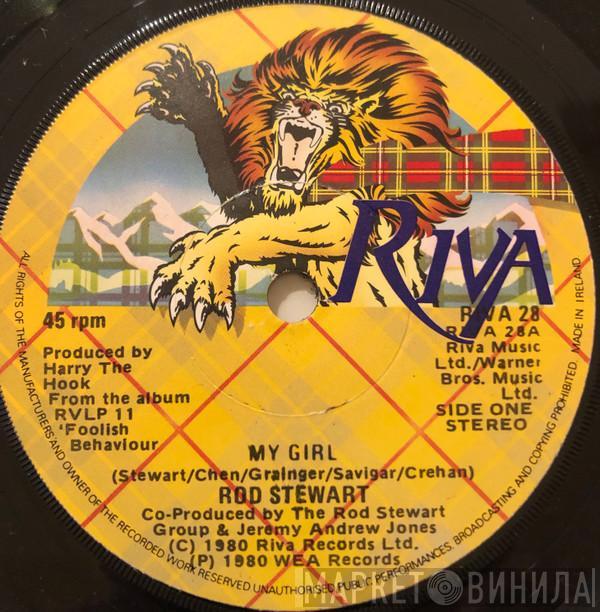 RIVA
45 rpm
Produced by
Harry The
Hook
From the album
RVLP 11
'Foolish
Behaviour
RIVA 28
RIVA 28A
Riva Music
Ltd./Warner
Bros. Music
Ltd.
SIDE ONE
STEREO
MY GIRL
(Stewart/Chen/Grainger/Savigar/Crehan)
ROD STEWART
Co-Produced by The Rod Stewart
Group & Jeremy Andrew Jones
(C) 1980 Riva Records Ltd.
(P) 1980 WEA Records
ALL RIGHTS OF THE MANUFACTURERS AND OWNER OF THE RECORDED WORK RESERVED UNAUTHORISED PUBLIC PERFORMANCES, BROADCASTING AND COPYING PROHIBITED. MADE IN IRELAND
МАРКЕТ ВИНИЛА